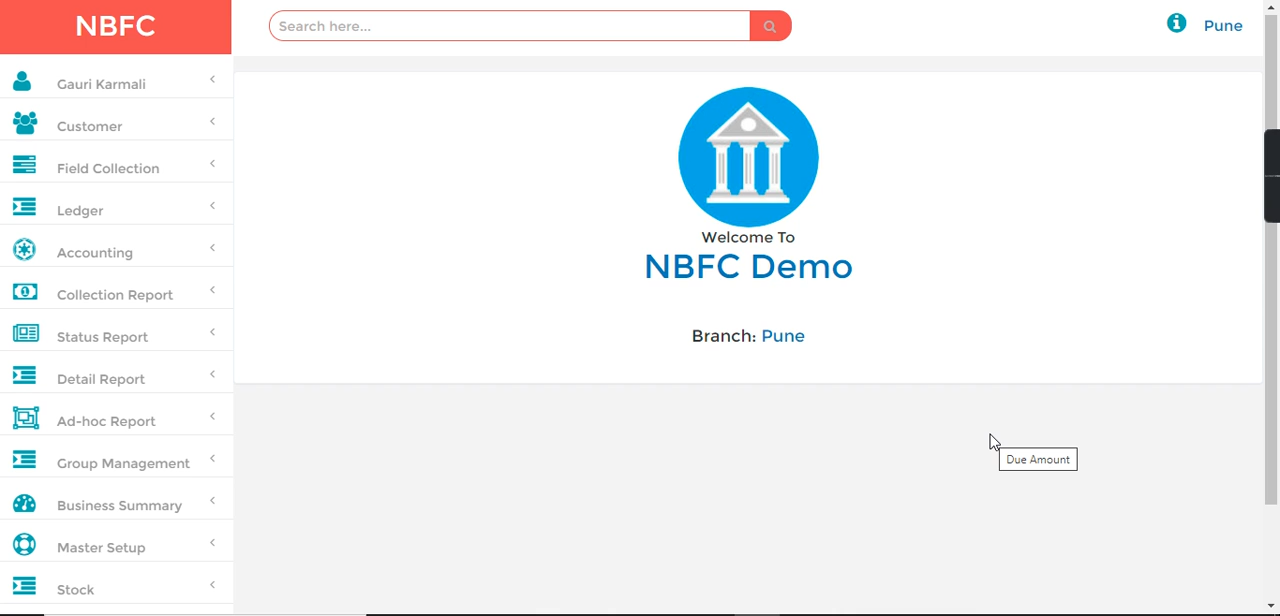 NBFC
Search here...
Pune
Gauri Karmali
Customer
Field Collection
Ledger
Accounting
Collection Report
Status Report
Detail Report
Ad-hoc Report
Group Management
Business Summary
Master Setup
Stock
Welcome To
NBFC Demo
Branch: Pune
Due Amount